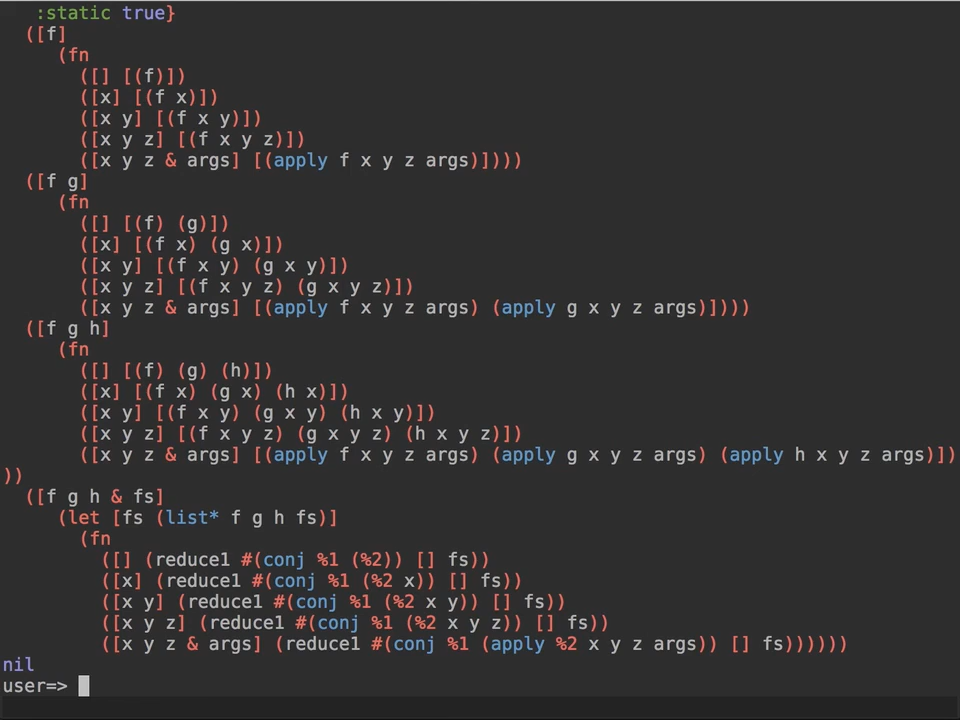 :static true}
([f]
(fn
([] [(f)])
([x] [(f x)])
([x y] [(f x y)])
([x y z] [(f x y z)])
([x y z & args] [(apply f x y z args)])))
([f g]
(fn
([] [(f) (g)])
([x] [(f x) (g x)])
([x y] [(f x y) (g x y)])
([x y z] [(f x y z) (g x y z)])
([x y z & args] [(apply f x y z args) (apply g x y z args)])))
([f g h]
(fn
([] [(f) (g) (h)])
([x] [(f x) (g x) (h x)])
([x y] [(f x y) (g x y) (h x y)])
([x y z] [(f x y z) (g x y z) (h x y z)])
([x y z & args] [(apply f x y z args) (apply g x y z args) (apply h x y z args)])
))
([f g h & fs]
(let [fs (list* f g h fs)]
(fn
([] (reduce1 #(conj %1 (%2)) [] fs))
([x] (reduce1 #(conj %1 (%2 x)) [] fs))
([x y] (reduce1 #(conj %1 (%2 x y)) [] fs))
([x y z] (reduce1 #(conj %1 (%2 x y z)) [] fs))
([x y z & args] (reduce1 #(conj %1 (apply %2 x y z args)) [] fs))))))
nil
user=>